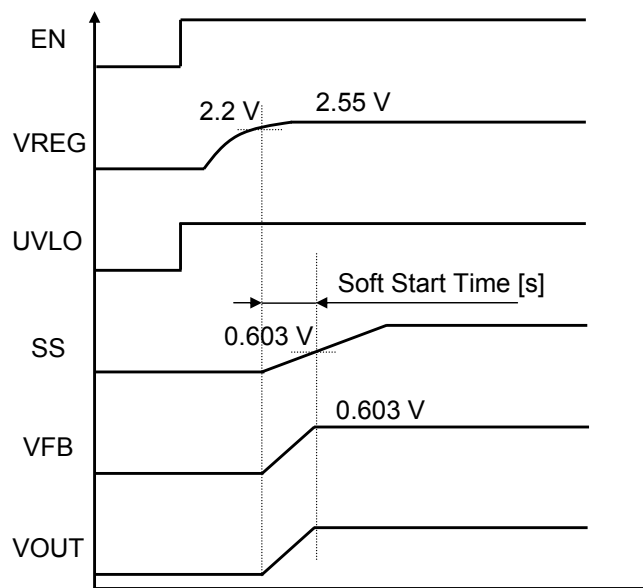 EN
2.2 V
2.55 V
VREG
UVLO
Soft Start Time [s]
0.603 V
SS
0.603 V
VFB
VOUT